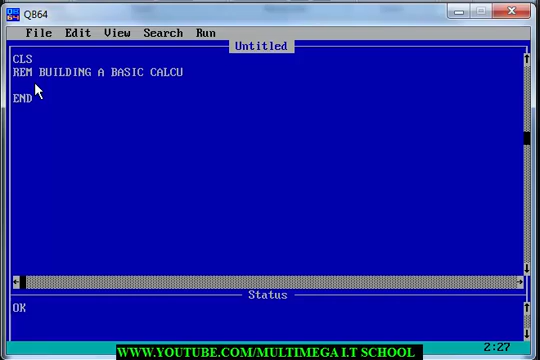 QB64
File Edit View Search Run
Untitled
CLS
REM BUILDING A BASIC CALCU
END
Status
OK
2:27
WWW.YOUTUBE.COM/MULTIMEGA I.T SCHOOL